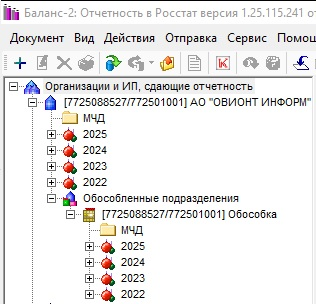 Баланс-2: Отчетность в Росстат версия 1.25.115.241 от
Документ Вид Действия Отправка Сервис Помощ
Организации и ИП, сдающие отчетность
[7725088527/772501001] АО "ОВИОНТ ИНФОРМ"
МЧД
2025
2024
2023
2022
Обособленные подразделения
[7725088527/772501001] Обособка
МЧД
2025
2024
2023
2022